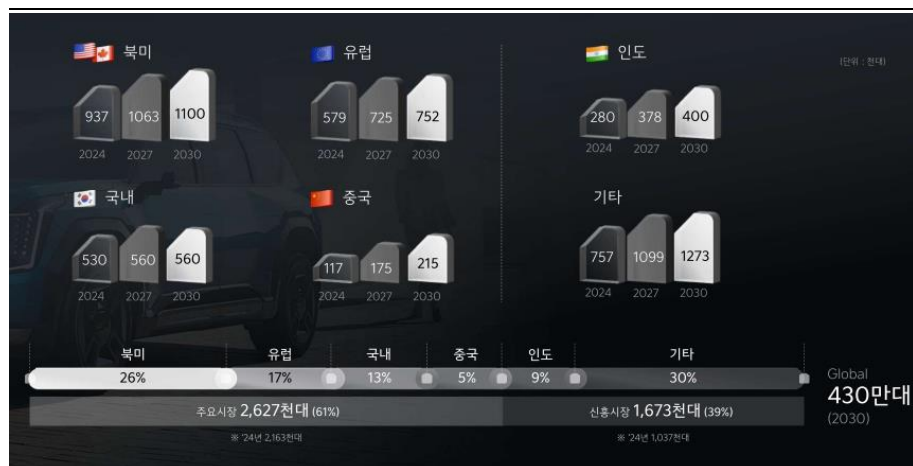 북미
유럽
인도
(단위 : 천대)
937 1063 1100
579 725 752
280 378 400
2024 2027 2030
2024 2027 2030
2024 2027 2030
국내
중국
기타
530 560 560
117 175 215
757 1099 1273
2024 2027 2030
2024 2027 2030
2024 2027 2030
북미 유럽 국내 중국 인도 기타
26% 17% 13% 5% 9% 30%
Global
430만대
(2030)
주요시장 2,627천대 (61%)
신흥시장 1,673천대 (39%)
※ '24년 2,163천대
※ '24년 1,037천대